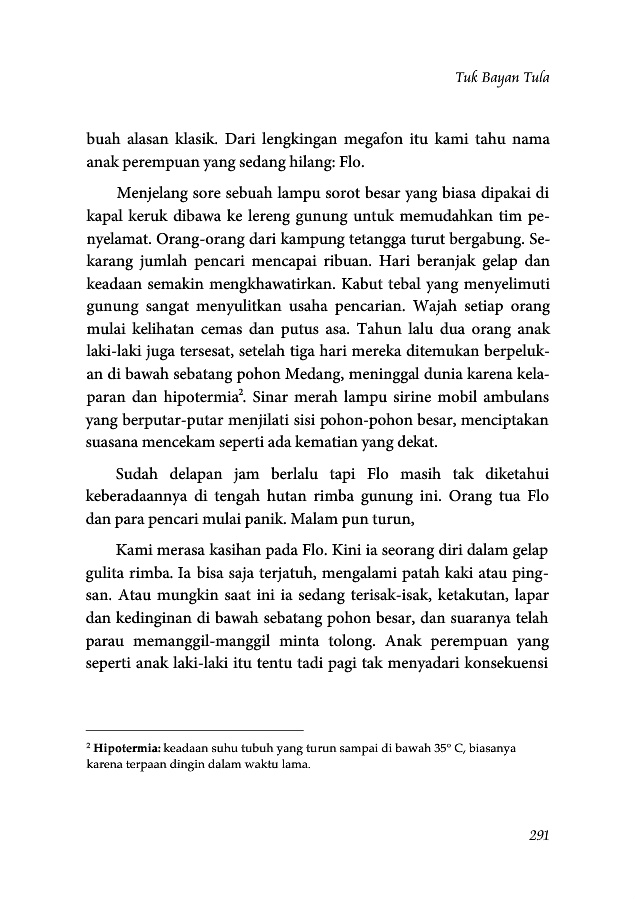 Tuk Bayan Tula
buah alasan klasik. Dari lengkingan megafon itu kami tahu nama
anak perempuan yang sedang hilang: Flo.
Menjelang sore sebuah lampu sorot besar yang biasa dipakai di
kapal keruk dibawa ke lereng gunung untuk memudahkan tim pe-
nyelamat. Orang-orang dari kampung tetangga turut bergabung. Se-
karang jumlah pencari mencapai ribuan. Hari beranjak gelap dan
keadaan semakin mengkhawatirkan. Kabut tebal yang menyelimuti
gunung sangat menyulitkan usaha pencarian. Wajah setiap orang
mulai kelihatan cemas dan putus asa. Tahun lalu dua orang anak
laki-laki juga tersesat, setelah tiga hari mereka ditemukan berpeluk-
an di bawah sebatang pohon Medang, meninggal dunia karena kela-
paran dan hipotermia². Sinar merah lampu sirine mobil ambulans
yang berputar-putar menjilati sisi pohon-pohon besar, menciptakan
suasana mencekam seperti ada kematian yang dekat.
Sudah delapan jam berlalu tapi Flo masih tak diketahui
keberadaannya di tengah hutan rimba gunung ini. Orang tua Flo
dan para pencari mulai panik. Malam pun turun,
Kami merasa kasihan pada Flo. Kini ia seorang diri dalam gelap
gulita rimba. Ia bisa saja terjatuh, mengalami patah kaki atau ping-
san. Atau mungkin saat ini ia sedang terisak-isak, ketakutan, lapar
dan kedinginan di bawah sebatang pohon besar, dan suaranya telah
parau memanggil-manggil minta tolong. Anak perempuan yang
seperti anak laki-laki itu tentu tadi pagi tak menyadari konsekuensi
² Hipotermia: keadaan suhu tubuh yang turun sampai di bawah 35° C, biasanya
karena terpaan dingin dalam waktu lama.
291